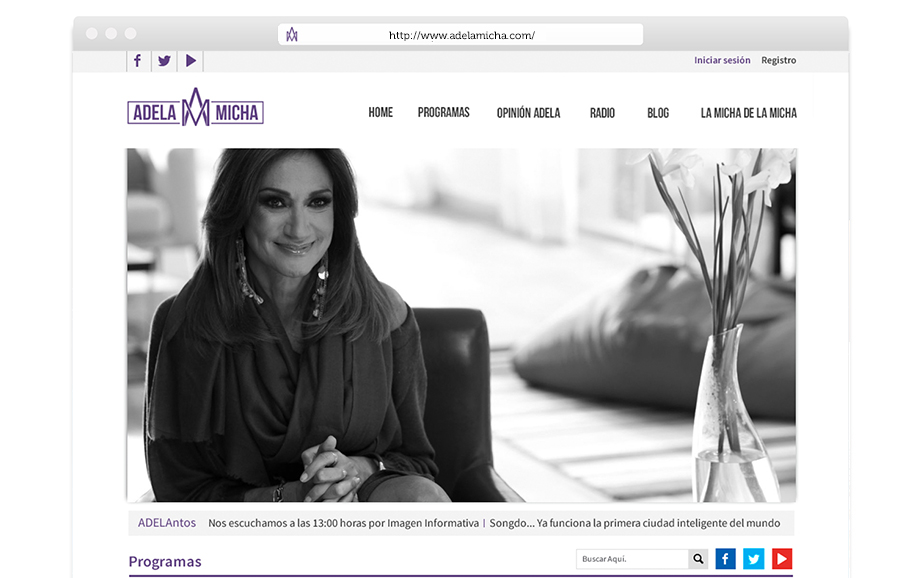 http://www.adelamicha.com/
Iniciar sesión Registro
ADELA MICHA
HOME PROGRAMAS OPINIÓN ADELA RADIO BLOG LA MICHA DE LA MICHA
ADELAntos Nos escuchamos a las 13:00 horas por Imagen Informativa | Songdo... Ya funciona la primera ciudad inteligente del mundo
Programas Buscar Aquí.